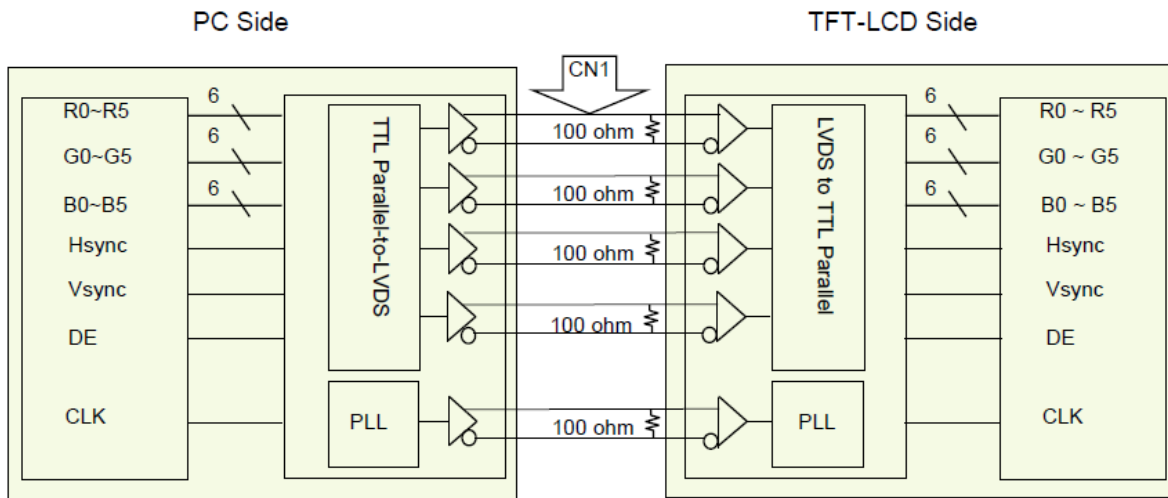 PC Side
TFT-LCD Side
CN1
R0~R5
6
G0~G5
6
B0~B5
6
Hsync
Vsync
DE
CLK
TTL Parallel-to-LVDS
PLL
100 ohm
100 ohm
100 ohm
100 ohm
100 ohm
LVDS to TTL Parallel
PLL
6
R0 ~ R5
6
G0 ~ G5
6
B0 ~ B5
Hsync
Vsync
DE
CLK